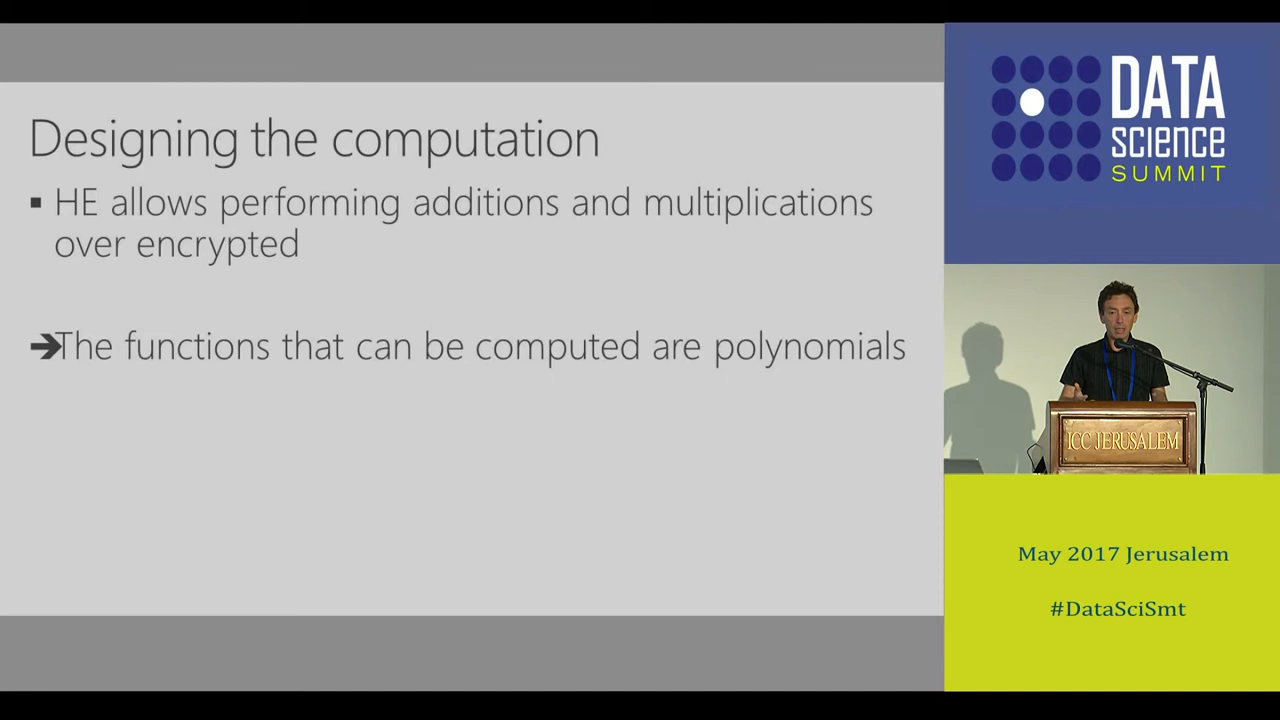 Designing the computation
▪ HE allows performing additions and multiplications
over encrypted
➔The functions that can be computed are polynomials
DATA
science
SUMMIT
ICC JERUSALEM
May 2017 Jerusalem
#DataSciSmt